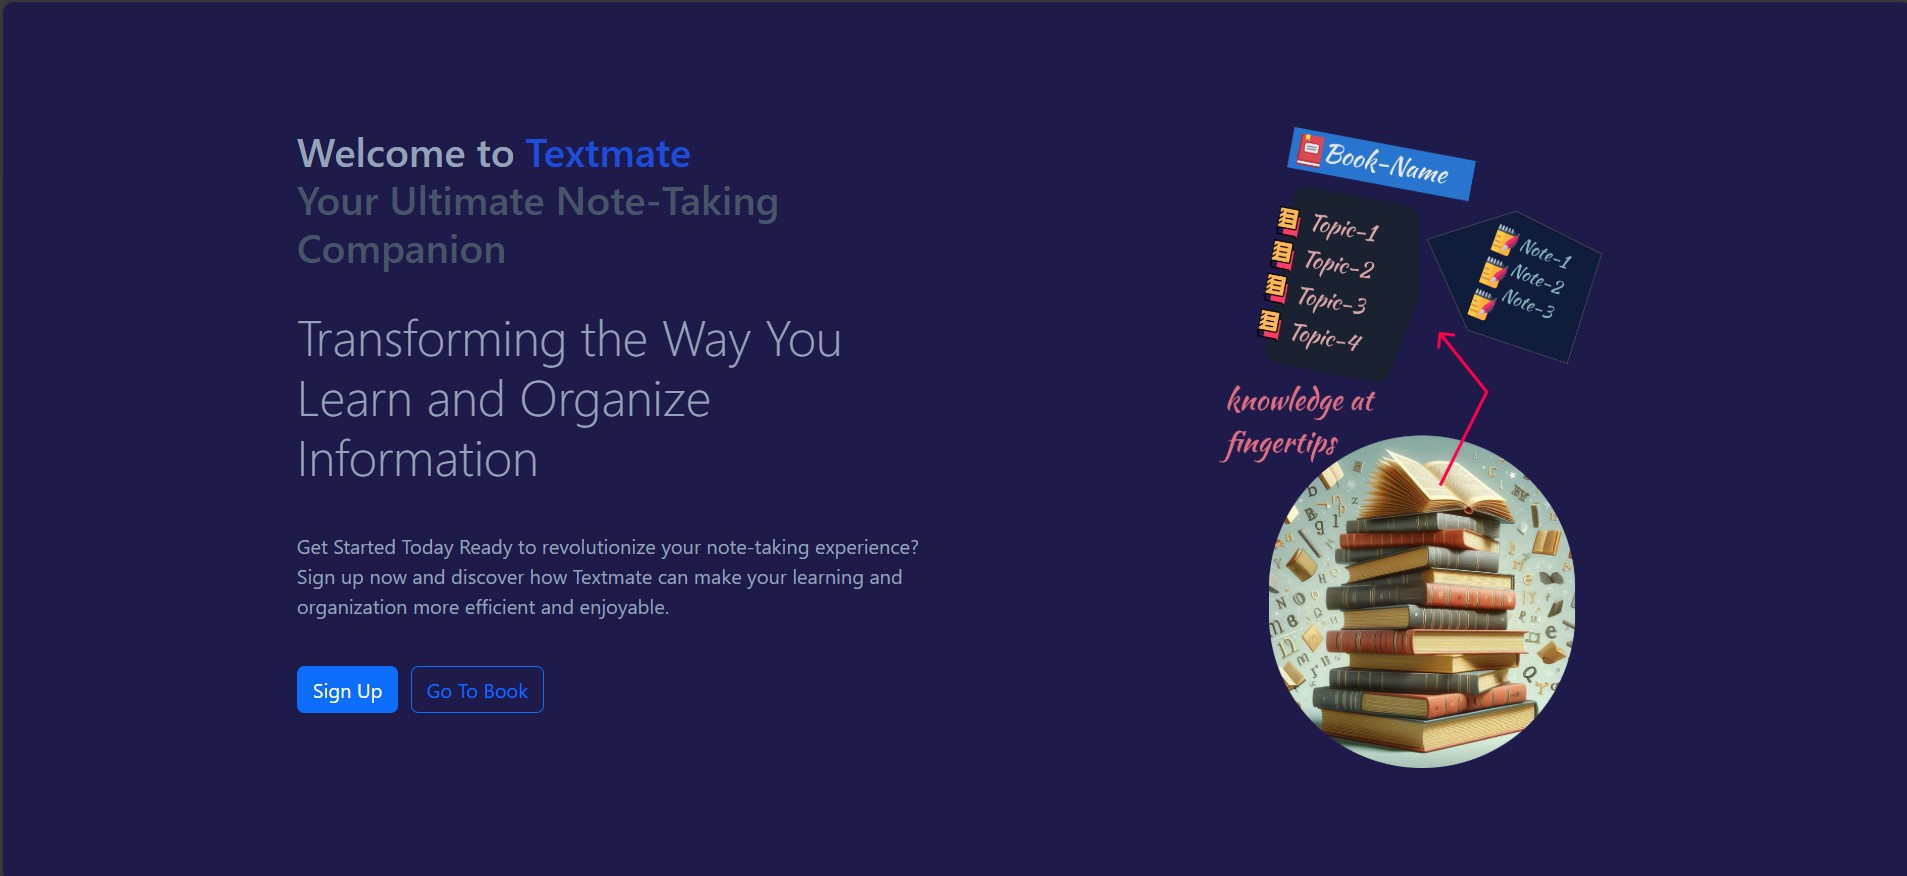 Welcome to Textmate
Your Ultimate Note-Taking
Companion
Transforming the Way You
Learn and Organize
Information
Get Started Today Ready to revolutionize your note-taking experience?
Sign up now and discover how Textmate can make your learning and
organization more efficient and enjoyable.
Sign Up
Go To Book
Book-Name
Topic-1
Topic-2
Topic-3
Topic-4
Note-1
Note-2
Note-3
knowledge at
fingertips